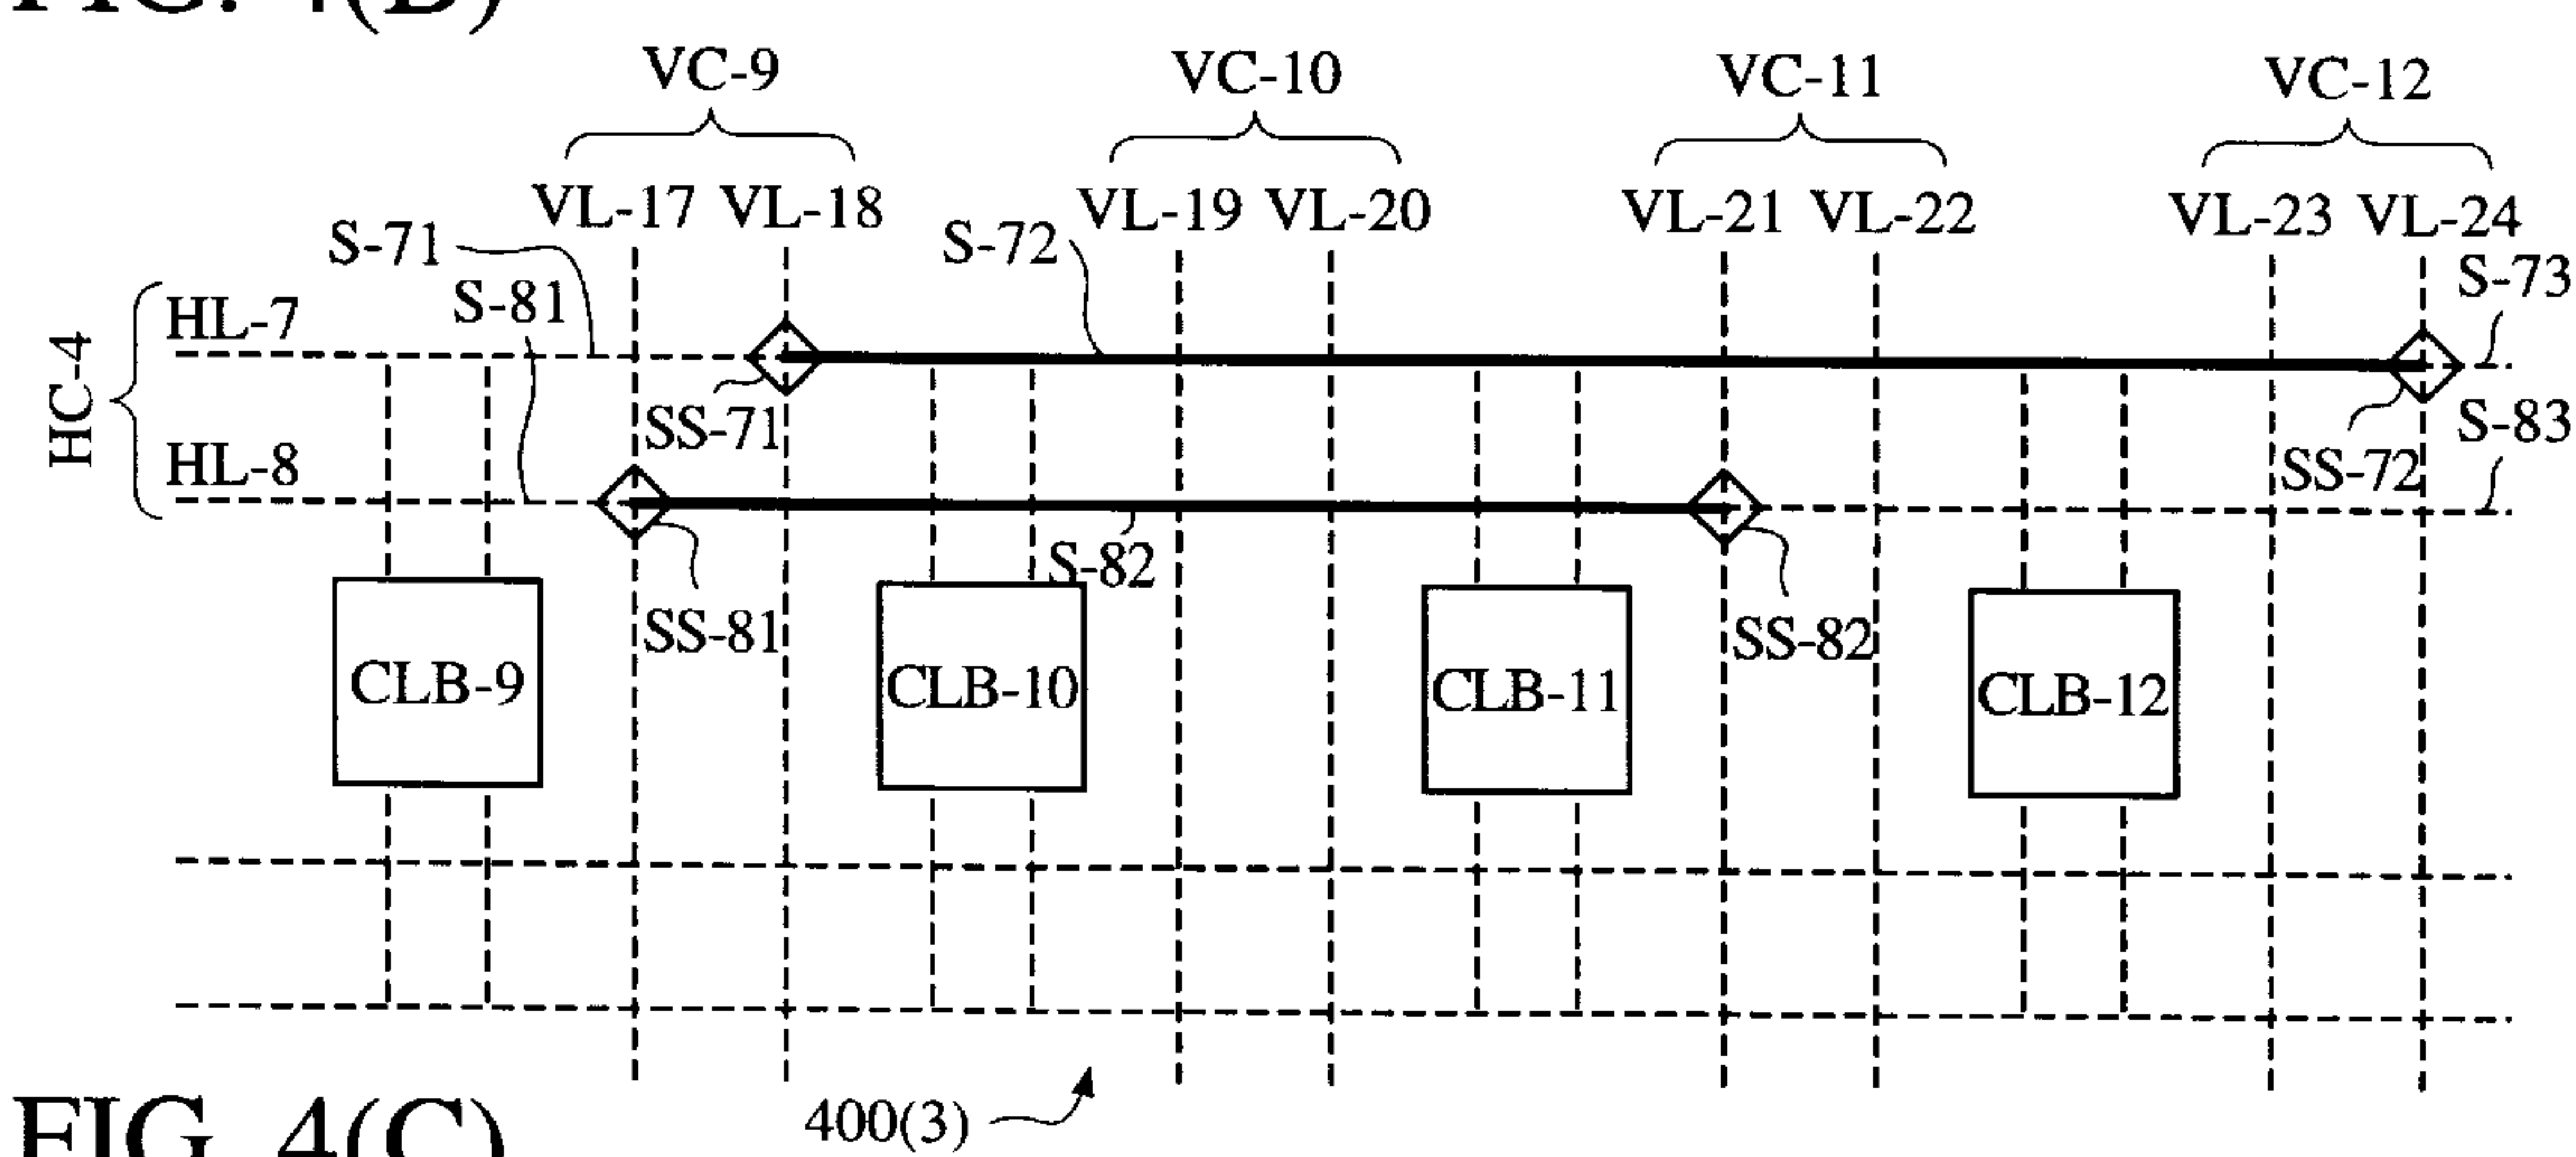 FIG. 4(B)
VC-9 VC-10 VC-11 VC-12
VL-17 VL-18 VL-19 VL-20 VL-21 VL-22 VL-23 VL-24
S-71 S-72 S-73
S-81
HL-7
HC-4
SS-71 S-83
HL-8 SS-72
S-82
SS-81 SS-82
CLB-9 CLB-10 CLB-11 CLB-12
400(3)
FIG. 4(C)